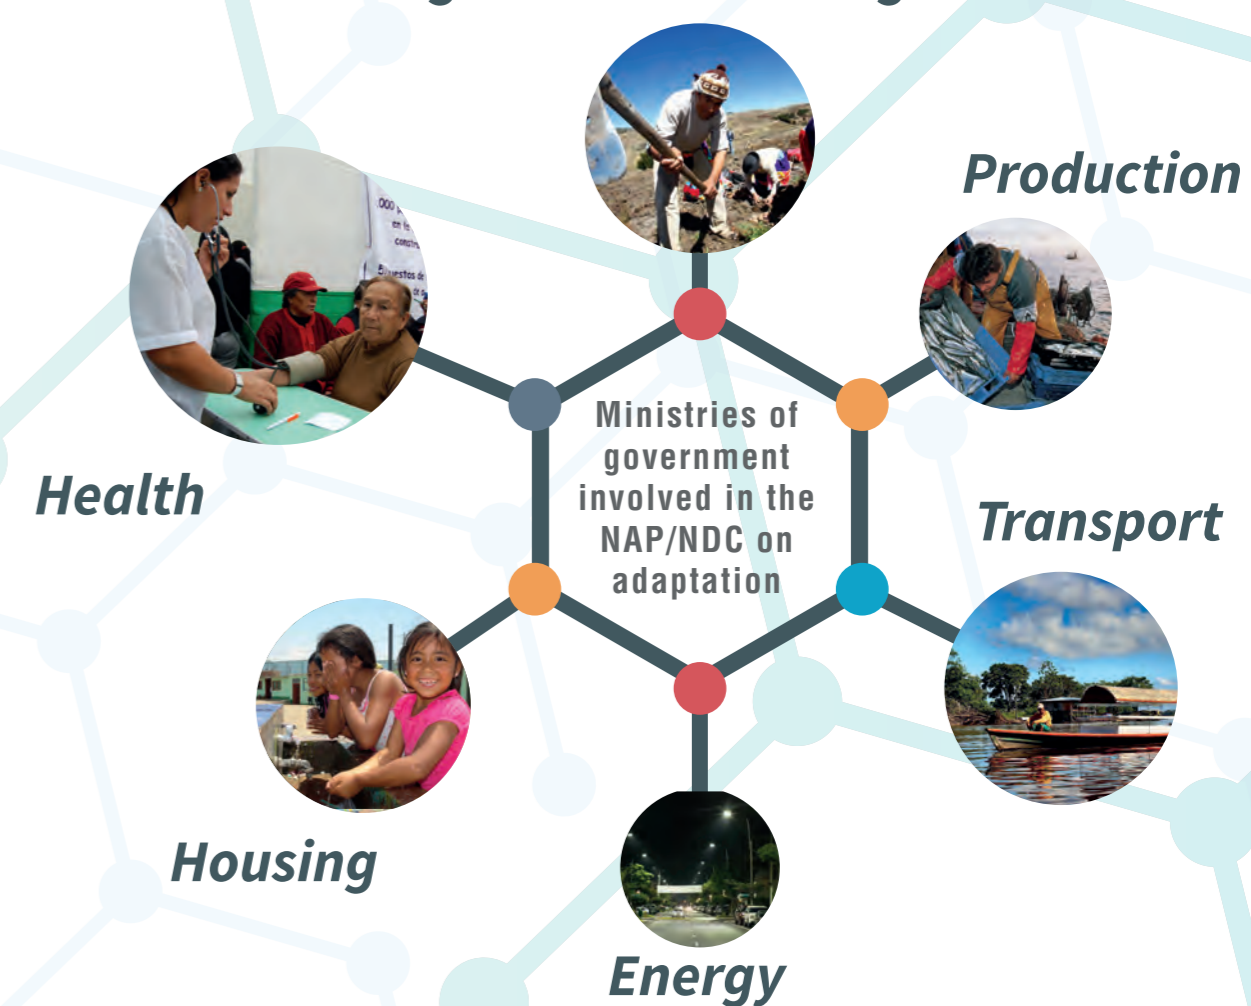 Production
Health
Ministries of
government
involved in the
NAP/NDC on
adaptation
Transport
Housing
Energy